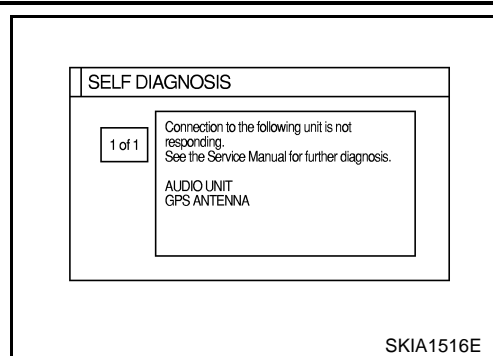 SELF DIAGNOSIS
1 of 1
Connection to the following unit is not
responding.
See the Service Manual for further diagnosis.
AUDIO UNIT
GPS ANTENNA
SKIA1516E